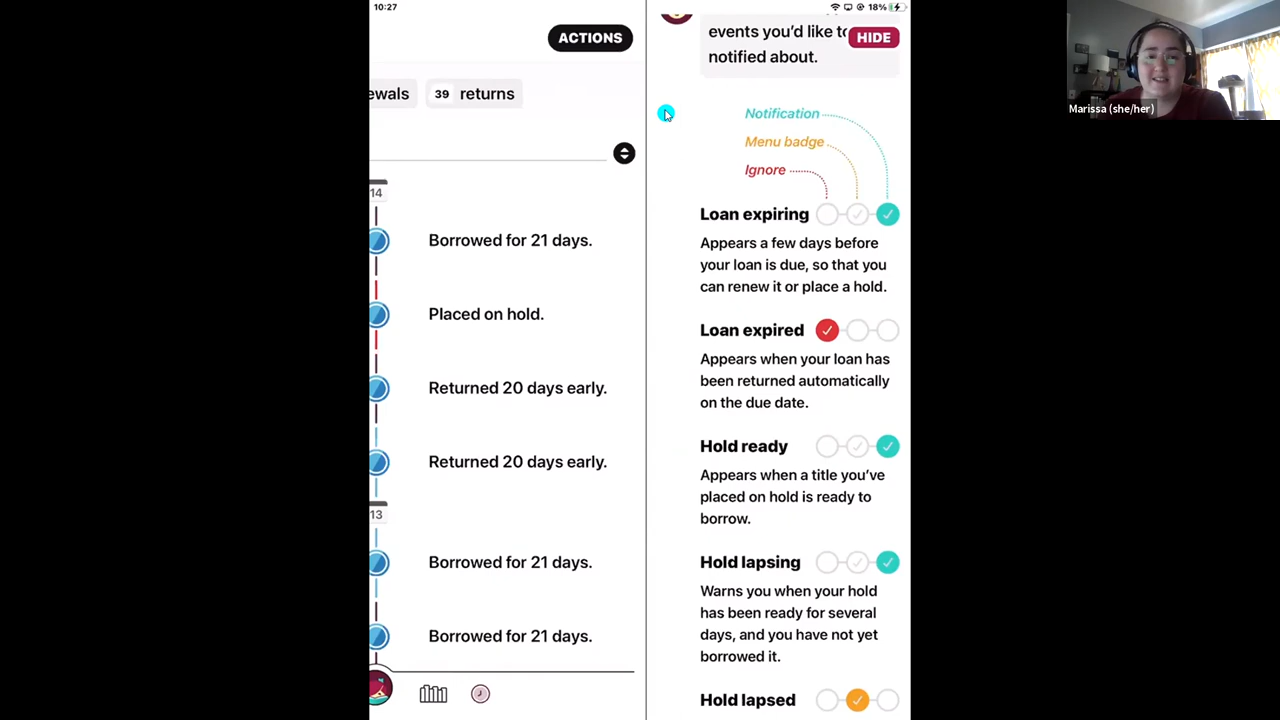 10:27
18%
ACTIONS
ewals
39 returns
14
Borrowed for 21 days.
Placed on hold.
Returned 20 days early.
Returned 20 days early.
13
Borrowed for 21 days.
Borrowed for 21 days.
events you'd like to
HIDE
notified about.
Notification
Menu badge
Ignore
Loan expiring
Appears a few days before
your loan is due, so that you
can renew it or place a hold.
Loan expired
Appears when your loan has
been returned automatically
on the due date.
Hold ready
Appears when a title you've
placed on hold is ready to
borrow.
Hold lapsing
Warns you when your hold
has been ready for several
days, and you have not yet
borrowed it.
Hold lapsed
Marissa (she/her)